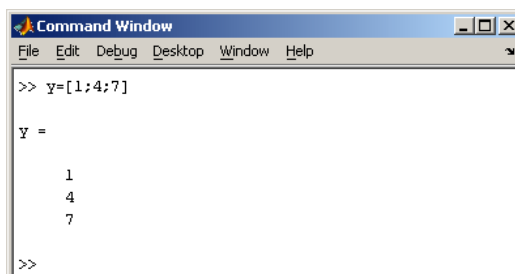 Command Window
File Edit Debug Desktop Window Help
>> y=[1;4;7]
y =
1
4
7
>>